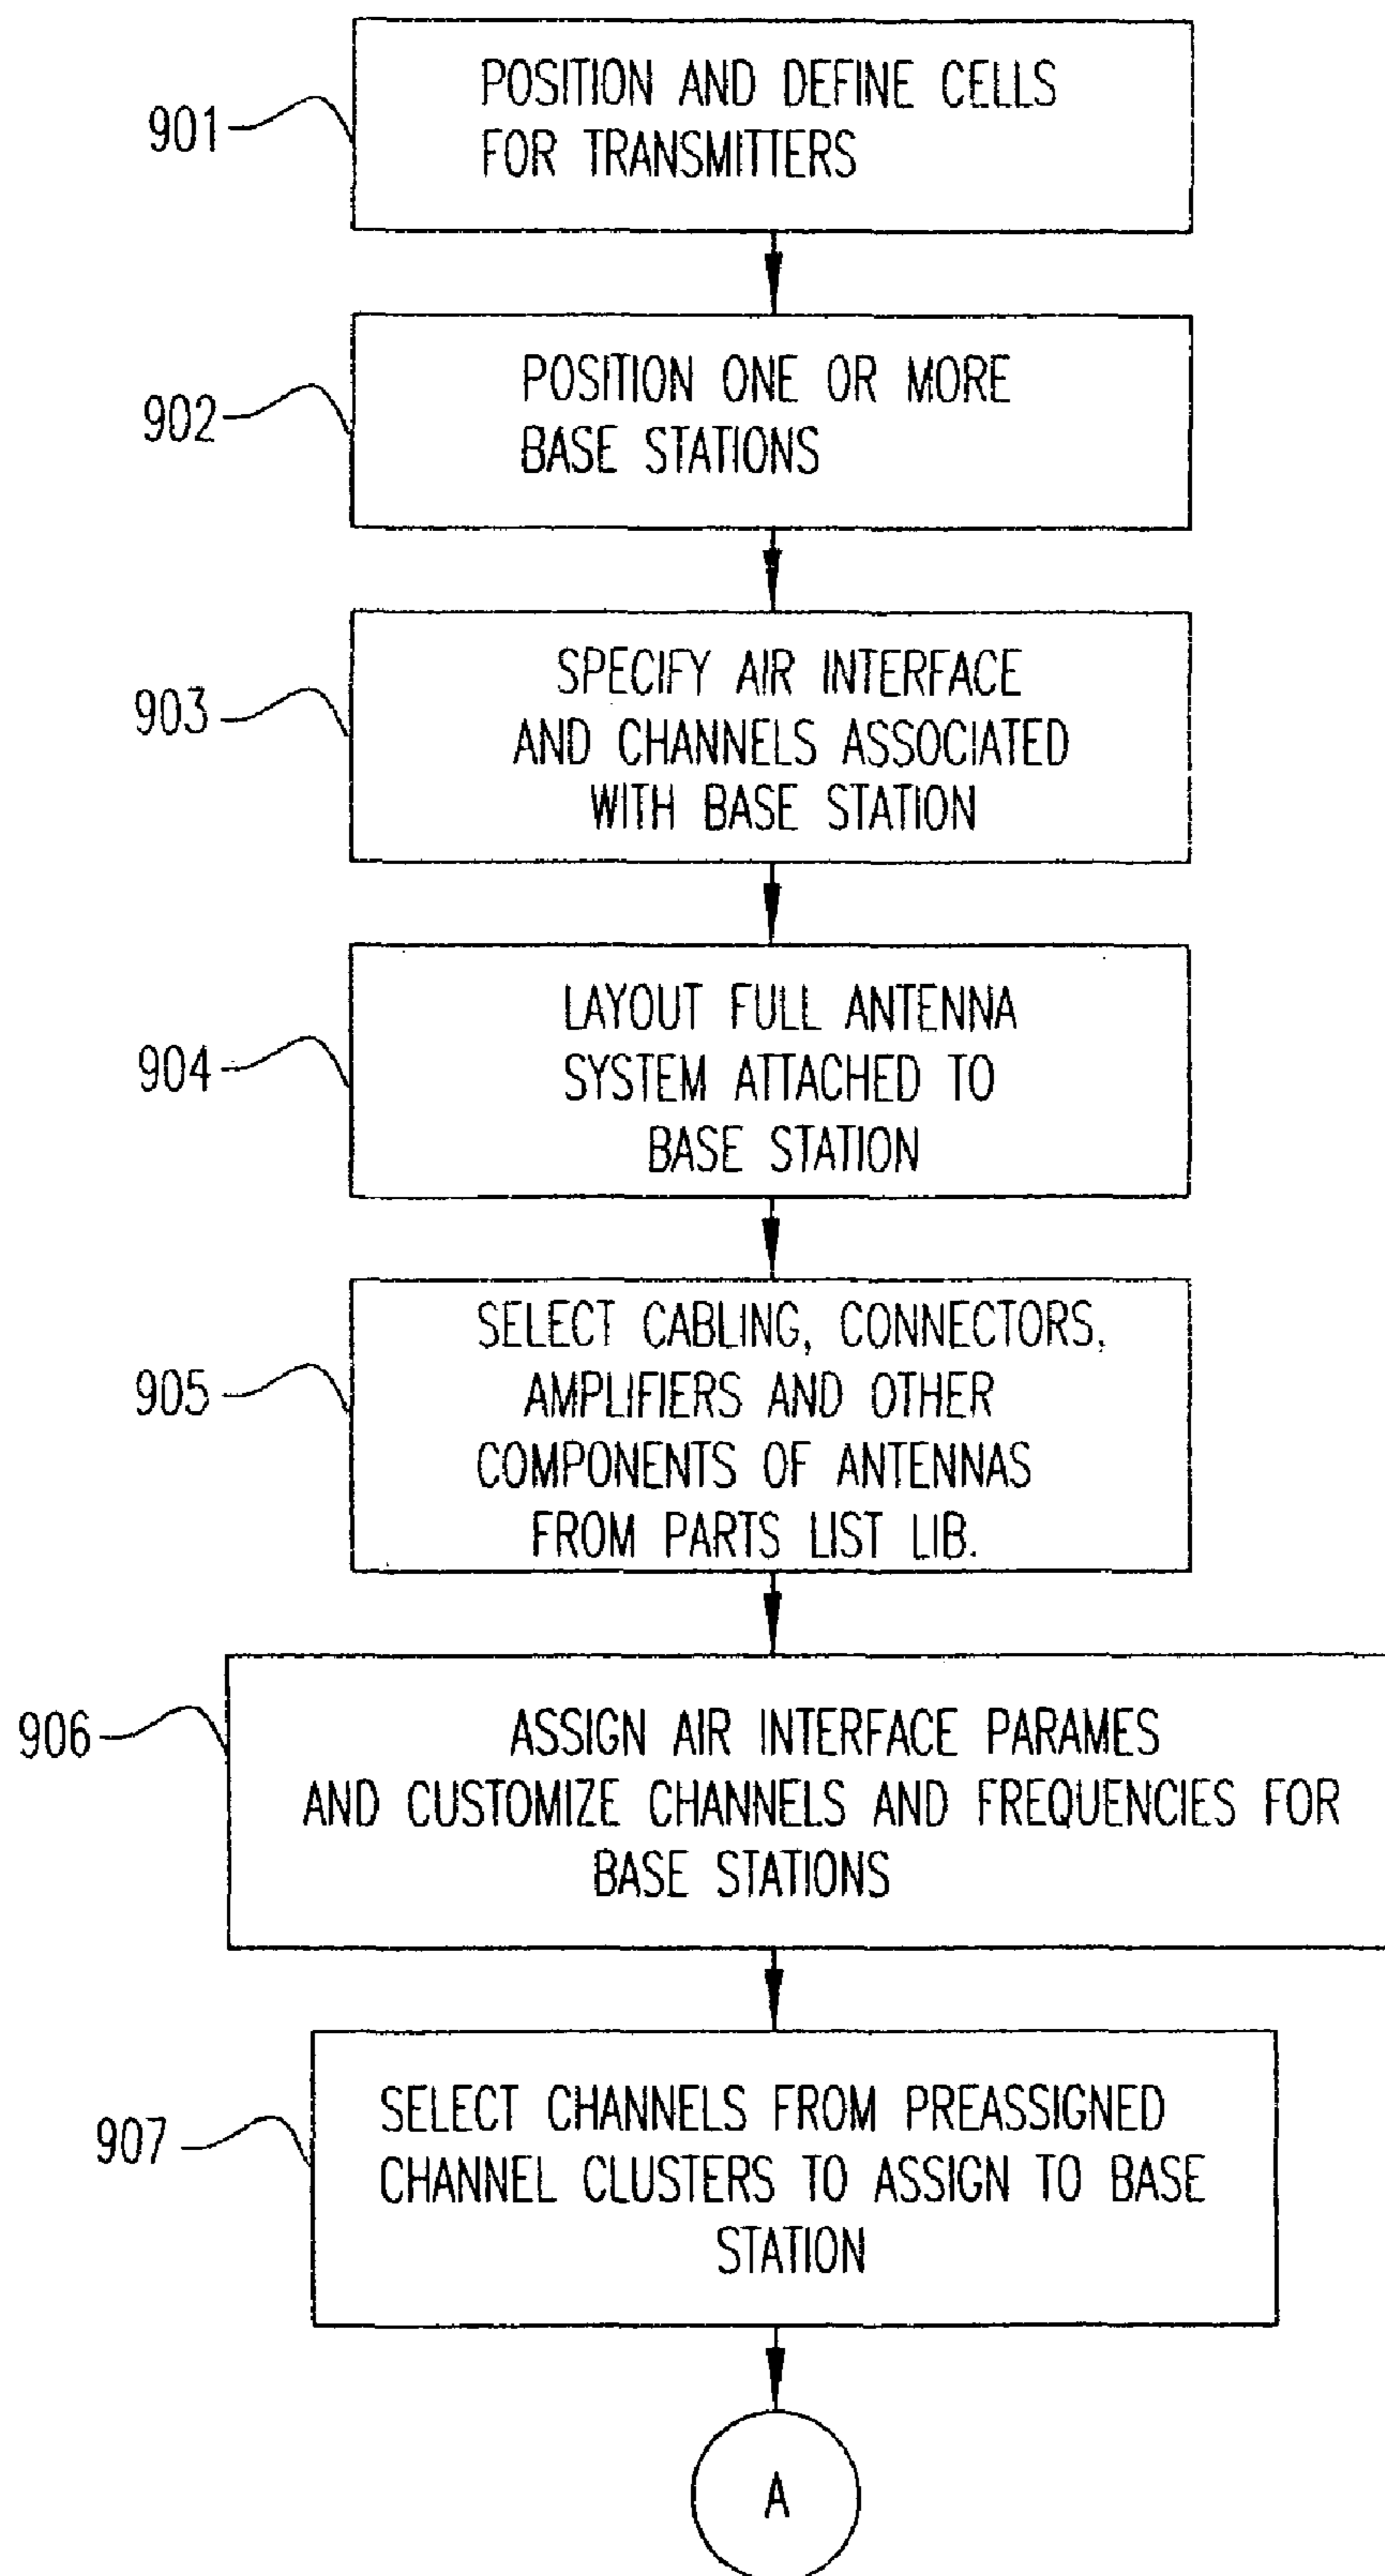 POSITION AND DEFINE CELLS
FOR TRANSMITTERS
901
POSITION ONE OR MORE
BASE STATIONS
902
SPECIFY AIR INTERFACE
AND CHANNELS ASSOCIATED
WITH BASE STATION
903
LAYOUT FULL ANTENNA
SYSTEM ATTACHED TO
BASE STATION
904
SELECT CABLING, CONNECTORS,
AMPLIFIERS AND OTHER
COMPONENTS OF ANTENNAS
FROM PARTS LIST LIB.
905
ASSIGN AIR INTERFACE PARAMES
AND CUSTOMIZE CHANNELS AND FREQUENCIES FOR
BASE STATIONS
906
SELECT CHANNELS FROM PREASSIGNED
CHANNEL CLUSTERS TO ASSIGN TO BASE
STATION
907
A